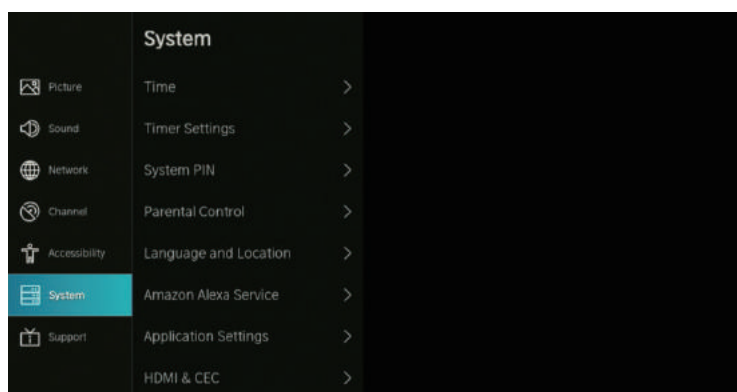 System
Picture
Sound
Network
Channel
Accessibility
System
Support
Time
Timer Settings
System PIN
Parental Control
Language and Location
Amazon Alexa Service
Application Settings
HDMI & CEC